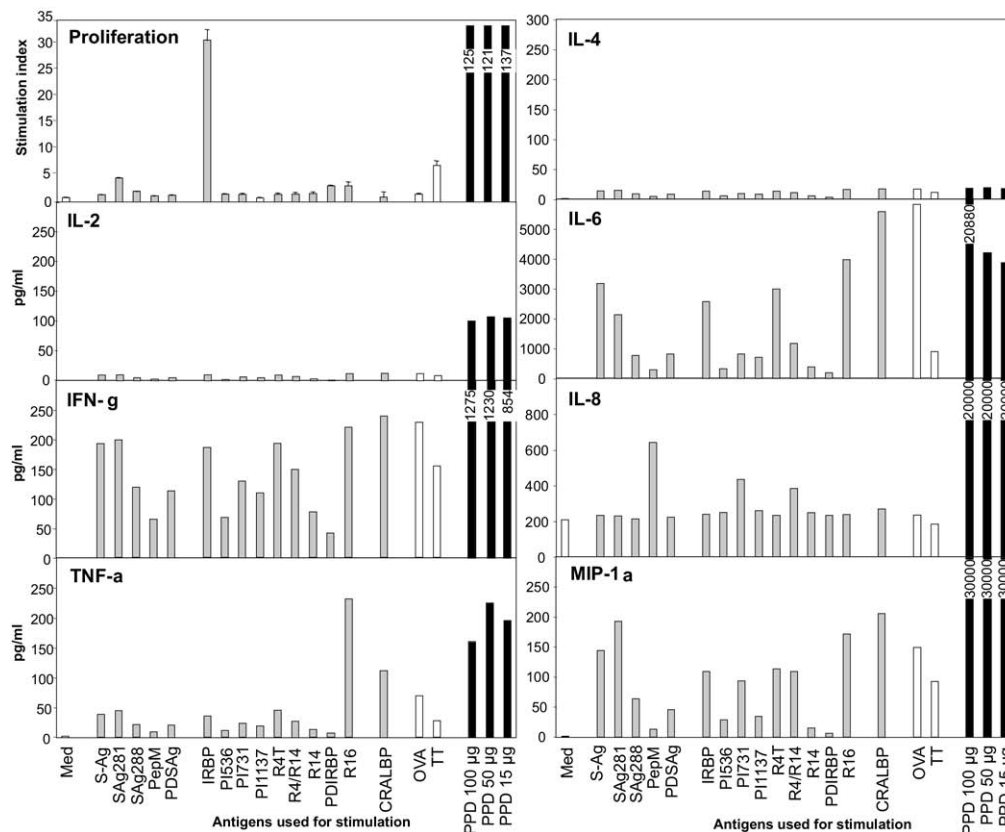 Proliferation
Stimulation index
35
30
25
20
15
10
5
0
125
121
137
IL-2
pg/ml
250
200
150
100
50
0
IFN- g
pg/ml
250
200
150
100
50
0
1275
1230
854
TNF-a
pg/ml
250
200
150
100
50
0
Med
S-Ag
SAg281
SAg288
PepM
PDSAg
IRBP
PI536
PI731
PI1137
R4T
R4/R14
R14
PDIRBP
R16
CRALBP
OVA
TT
PPD 100 µg
PPD 50 µg
PPD 15 µg
Antigens used for stimulation
IL-4
300
250
200
150
100
50
0
IL-6
5000
4000
3000
2000
1000
0
20880
IL-8
800
600
400
200
0
20000
20000
20000
MIP-1 a
250
200
150
100
50
0
30000
30000
30000
Med
S-Ag
SAg281
SAg288
PepM
PDSAg
IRBP
PI536
PI731
PI1137
R4T
R4/R14
R14
PDIRBP
R16
CRALBP
OVA
TT
PPD 100 µg
PPD 50 µg
PPD 15 µg
Antigens used for stimulation